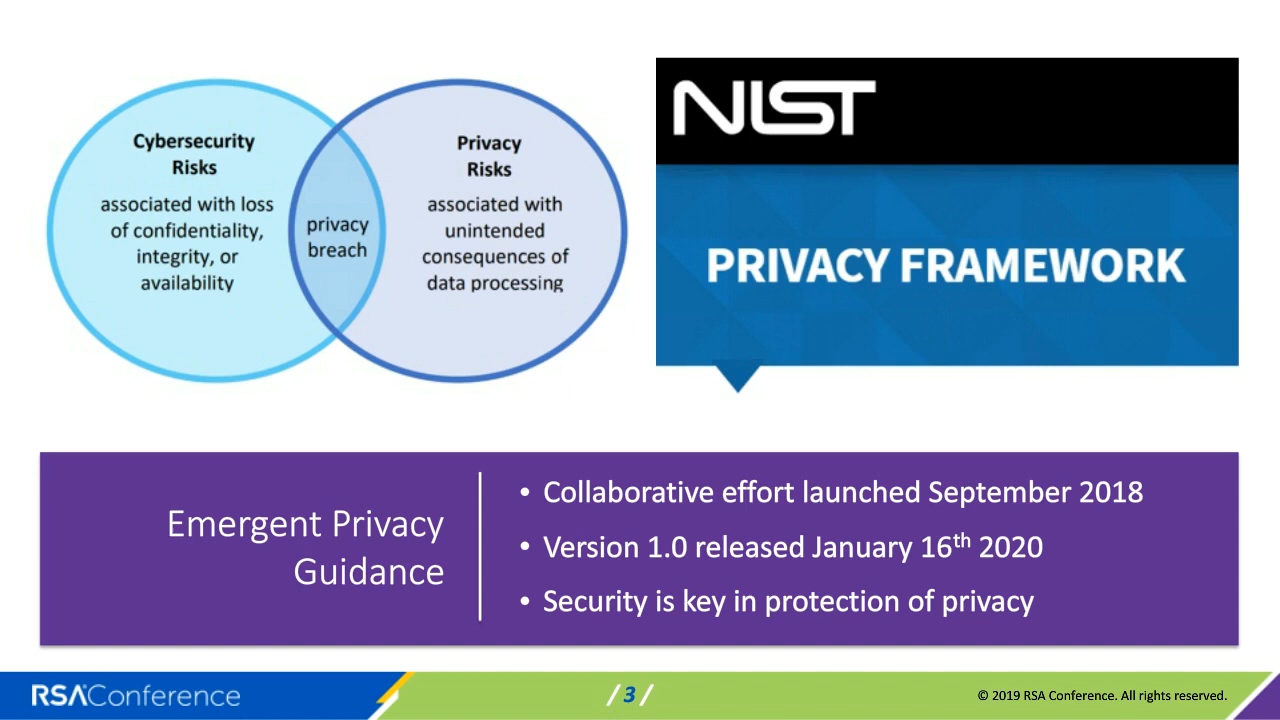 Cybersecurity
Risks
associated with loss
of confidentiality,
integrity, or
availability
privacy
breach
Privacy
Risks
associated with
unintended
consequences of
data processing
NIST
PRIVACY FRAMEWORK
Emergent Privacy
Guidance
• Collaborative effort launched September 2018
• Version 1.0 released January 16th 2020
• Security is key in protection of privacy
RSAConference
/ 3 /
© 2019 RSA Conference. All rights reserved.